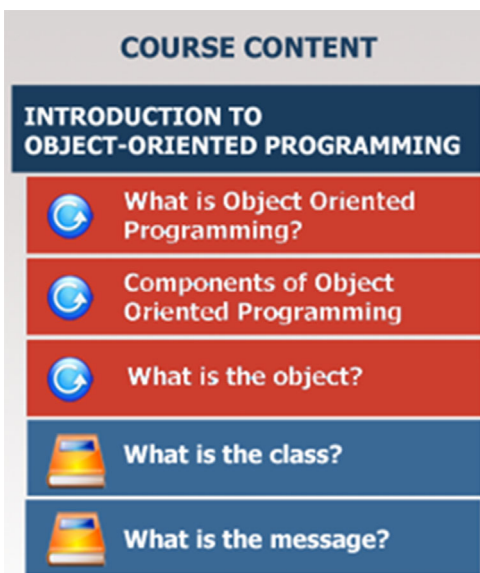 COURSE CONTENT
INTRODUCTION TO
OBJECT-ORIENTED PROGRAMMING
What is Object Oriented
Programming?
Components of Object
Oriented Programming
What is the object?
What is the class?
What is the message?